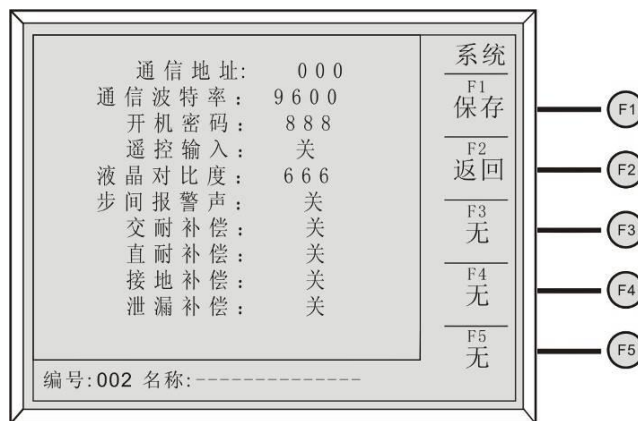 通信地址: 000
通信波特率: 9600
开机密码: 888
遥控输入: 关
液晶对比度: 666
步间报警声: 关
交耐补偿: 关
直耐补偿: 关
接地补偿: 关
泄漏补偿: 关
编号:002 名称:--------------
系统
F1
保存
F2
返回
F3
无
F4
无
F5
无
F1
F2
F3
F4
F5